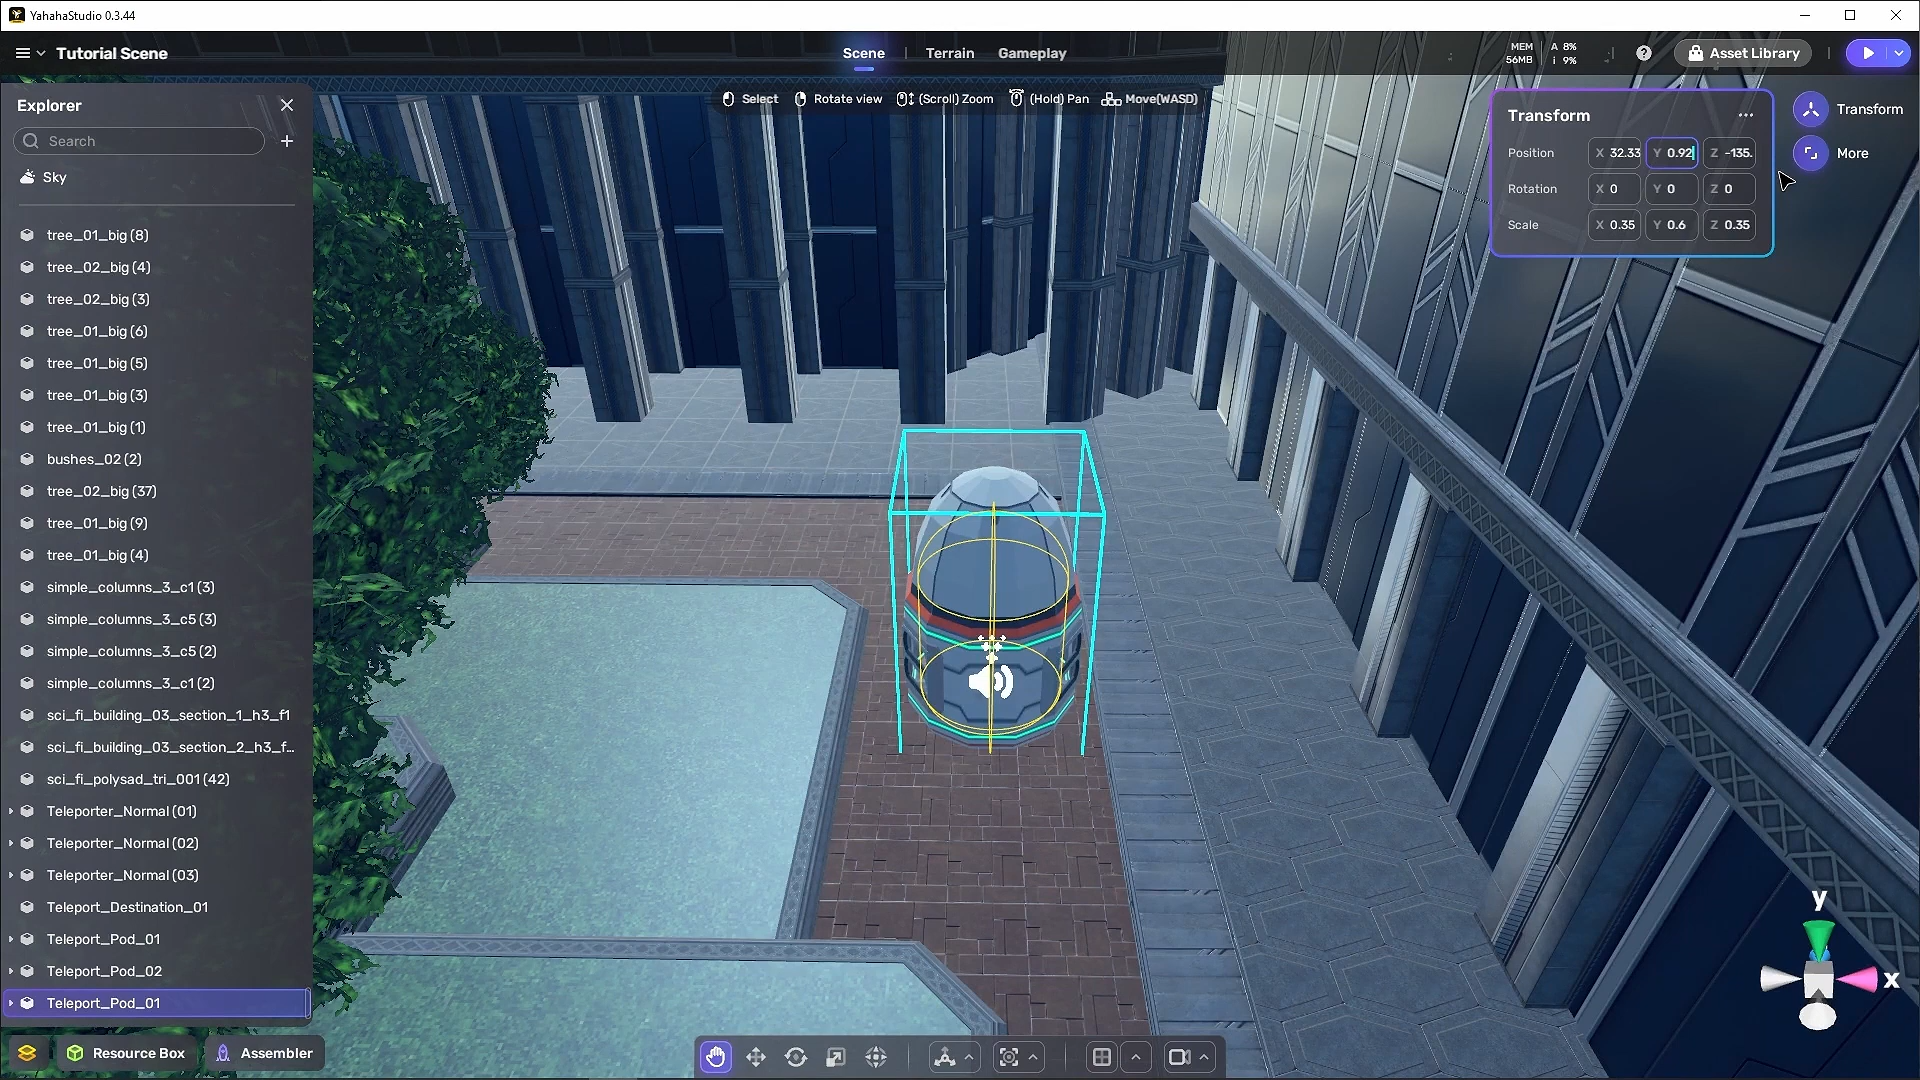 YahahaStudio 0.3.44
Tutorial Scene
Scene
Terrain
Gameplay
MEM
56MB
A 8%
i 9%
Asset Library
Explorer
Search
Select
Rotate view
(Scroll) Zoom
(Hold) Pan
Move(WASD)
Transform
Position X 32.33 Y 0.92 Z -135.
Rotation X 0 Y 0 Z 0
Scale X 0.35 Y 0.6 Z 0.35
Transform
More
Sky
tree_01_big (8)
tree_02_big (4)
tree_02_big (3)
tree_01_big (6)
tree_01_big (5)
tree_01_big (3)
tree_01_big (1)
bushes_02 (2)
tree_02_big (37)
tree_01_big (9)
tree_01_big (4)
simple_columns_3_c1 (3)
simple_columns_3_c5 (3)
simple_columns_3_c5 (2)
simple_columns_3_c1 (2)
sci_fi_building_03_section_1_h3_f1
sci_fi_building_03_section_2_h3_f...
sci_fi_polysad_tri_001 (42)
Teleporter_Normal (01)
Teleporter_Normal (02)
Teleporter_Normal (03)
Teleport_Destination_01
Teleport_Pod_01
Teleport_Pod_02
Teleport_Pod_01
y
x
Resource Box
Assembler